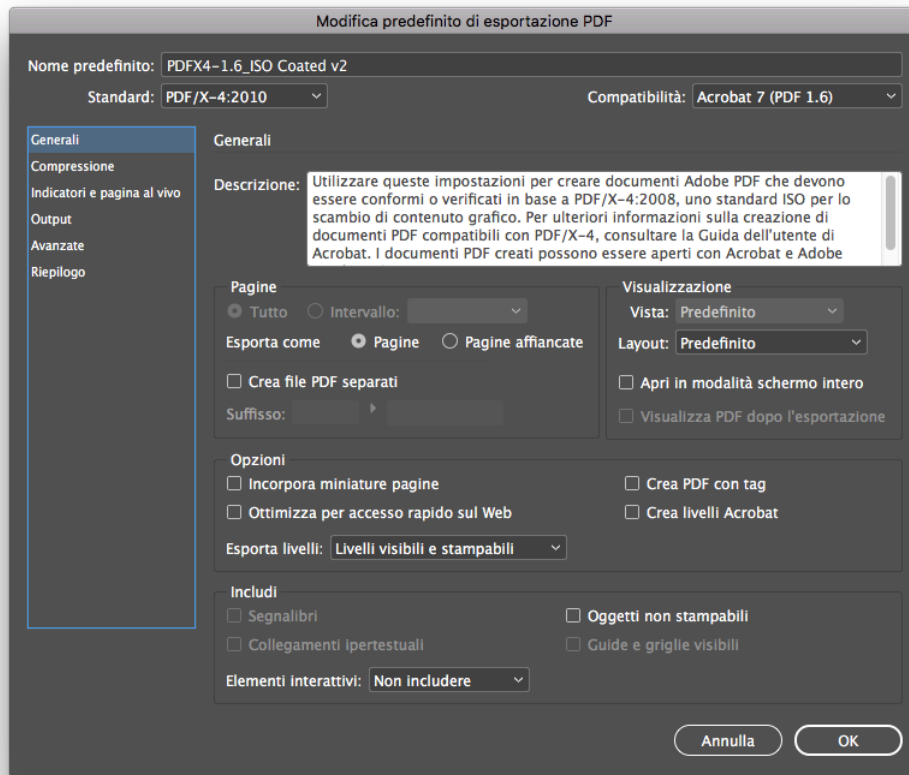 Modifica predefinito di esportazione PDF
Nome predefinito: PDFX4-1.6_ISO Coated v2
Standard: PDF/X-4:2010 Compatibilità: Acrobat 7 (PDF 1.6)
Generali
Compressione
Indicatori e pagina al vivo
Output
Avanzate
Riepilogo
Generali
Descrizione: Utilizzare queste impostazioni per creare documenti Adobe PDF che devono
essere conformi o verificati in base a PDF/X-4:2008, uno standard ISO per lo
scambio di contenuto grafico. Per ulteriori informazioni sulla creazione di
documenti PDF compatibili con PDF/X-4, consultare la Guida dell'utente di
Acrobat. I documenti PDF creati possono essere aperti con Acrobat e Adobe
Pagine
Tutto Intervallo:
Esporta come Pagine Pagine affiancate
Crea file PDF separati
Suffisso:
Visualizzazione
Vista: Predefinito
Layout: Predefinito
Apri in modalità schermo intero
Visualizza PDF dopo l'esportazione
Opzioni
Incorpora miniature pagine Crea PDF con tag
Ottimizza per accesso rapido sul Web Crea livelli Acrobat
Esporta livelli: Livelli visibili e stampabili
Includi
Segnalibri Oggetti non stampabili
Collegamenti ipertestuali Guide e griglie visibili
Elementi interattivi: Non includere
Annulla OK